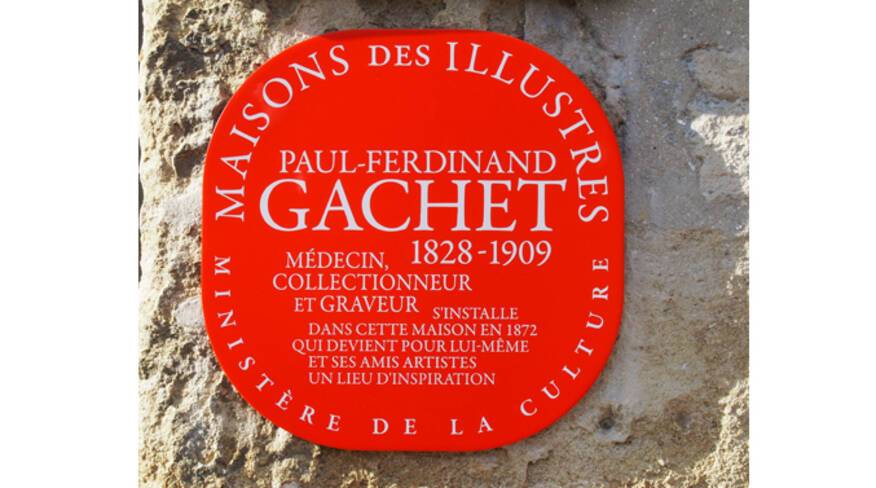 MAISONS DES ILLUSTRES
PAUL-FERDINAND
GACHET
1828-1909
MÉDECIN,
COLLECTIONNEUR
ET GRAVEUR
S'INSTALLE
DANS CETTE MAISON EN 1872
QUI DEVIENT POUR LUI-MÊME
ET SES AMIS ARTISTES
UN LIEU D'INSPIRATION
MINISTÈRE DE LA CULTURE